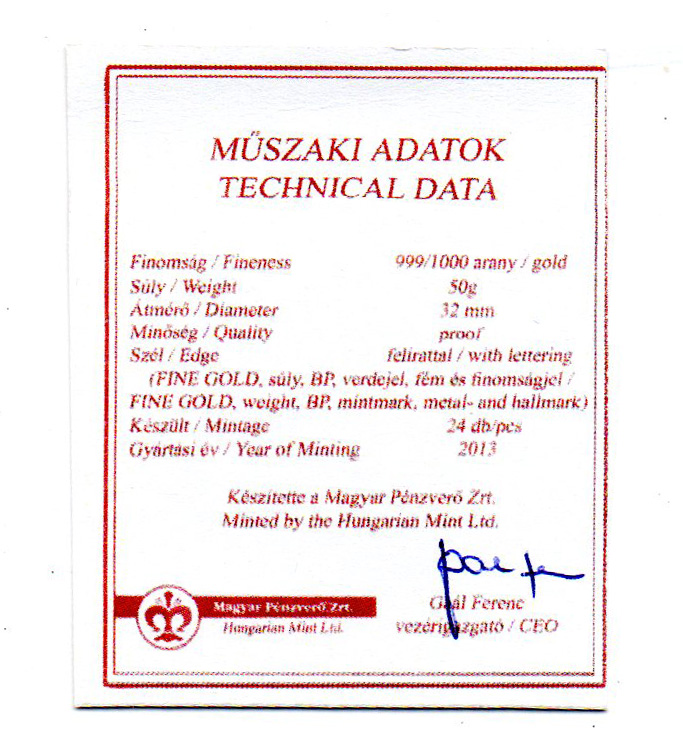 MŰSZAKI ADATOK
TECHNICAL DATA
Finomság / Fineness 999/1000 arany / gold
Súly / Weight 50g
Átmérő / Diameter 32 mm
Minőség / Quality proof
Szél / Edge felirattal / with lettering
(FINE GOLD, súly, BP, verdejel, fém és finomságjel /
FINE GOLD, weight, BP, mintmark, metal- and hallmark)
Készült / Mintage 24 db/pcs
Gyártási év / Year of Minting 2013
Készítette a Magyar Pénzverő Zrt.
Minted by the Hungarian Mint Ltd.
Gaál Ferenc
vezérigazgató / CEO
Magyar Pénzverő Zrt.
Hungarian Mint Ltd.